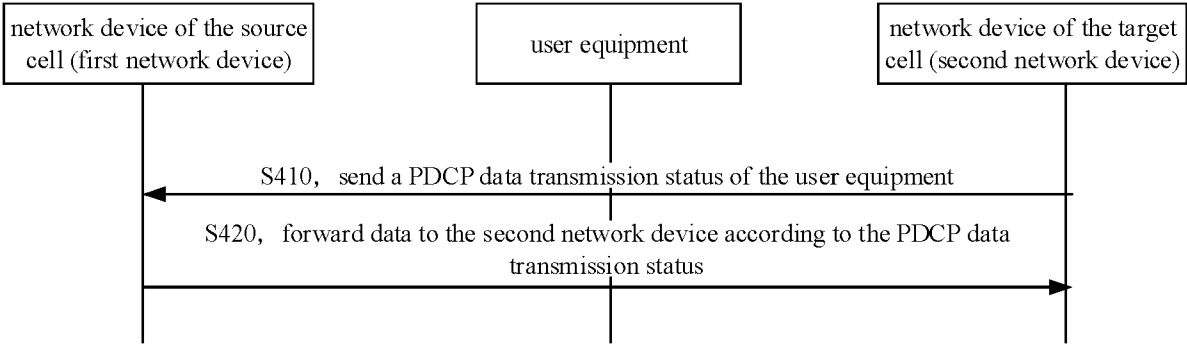 network device of the source
cell (first network device)
user equipment
network device of the target
cell (second network device)
S410，send a PDCP data transmission status of the user equipment
S420，forward data to the second network device according to the PDCP data
transmission status